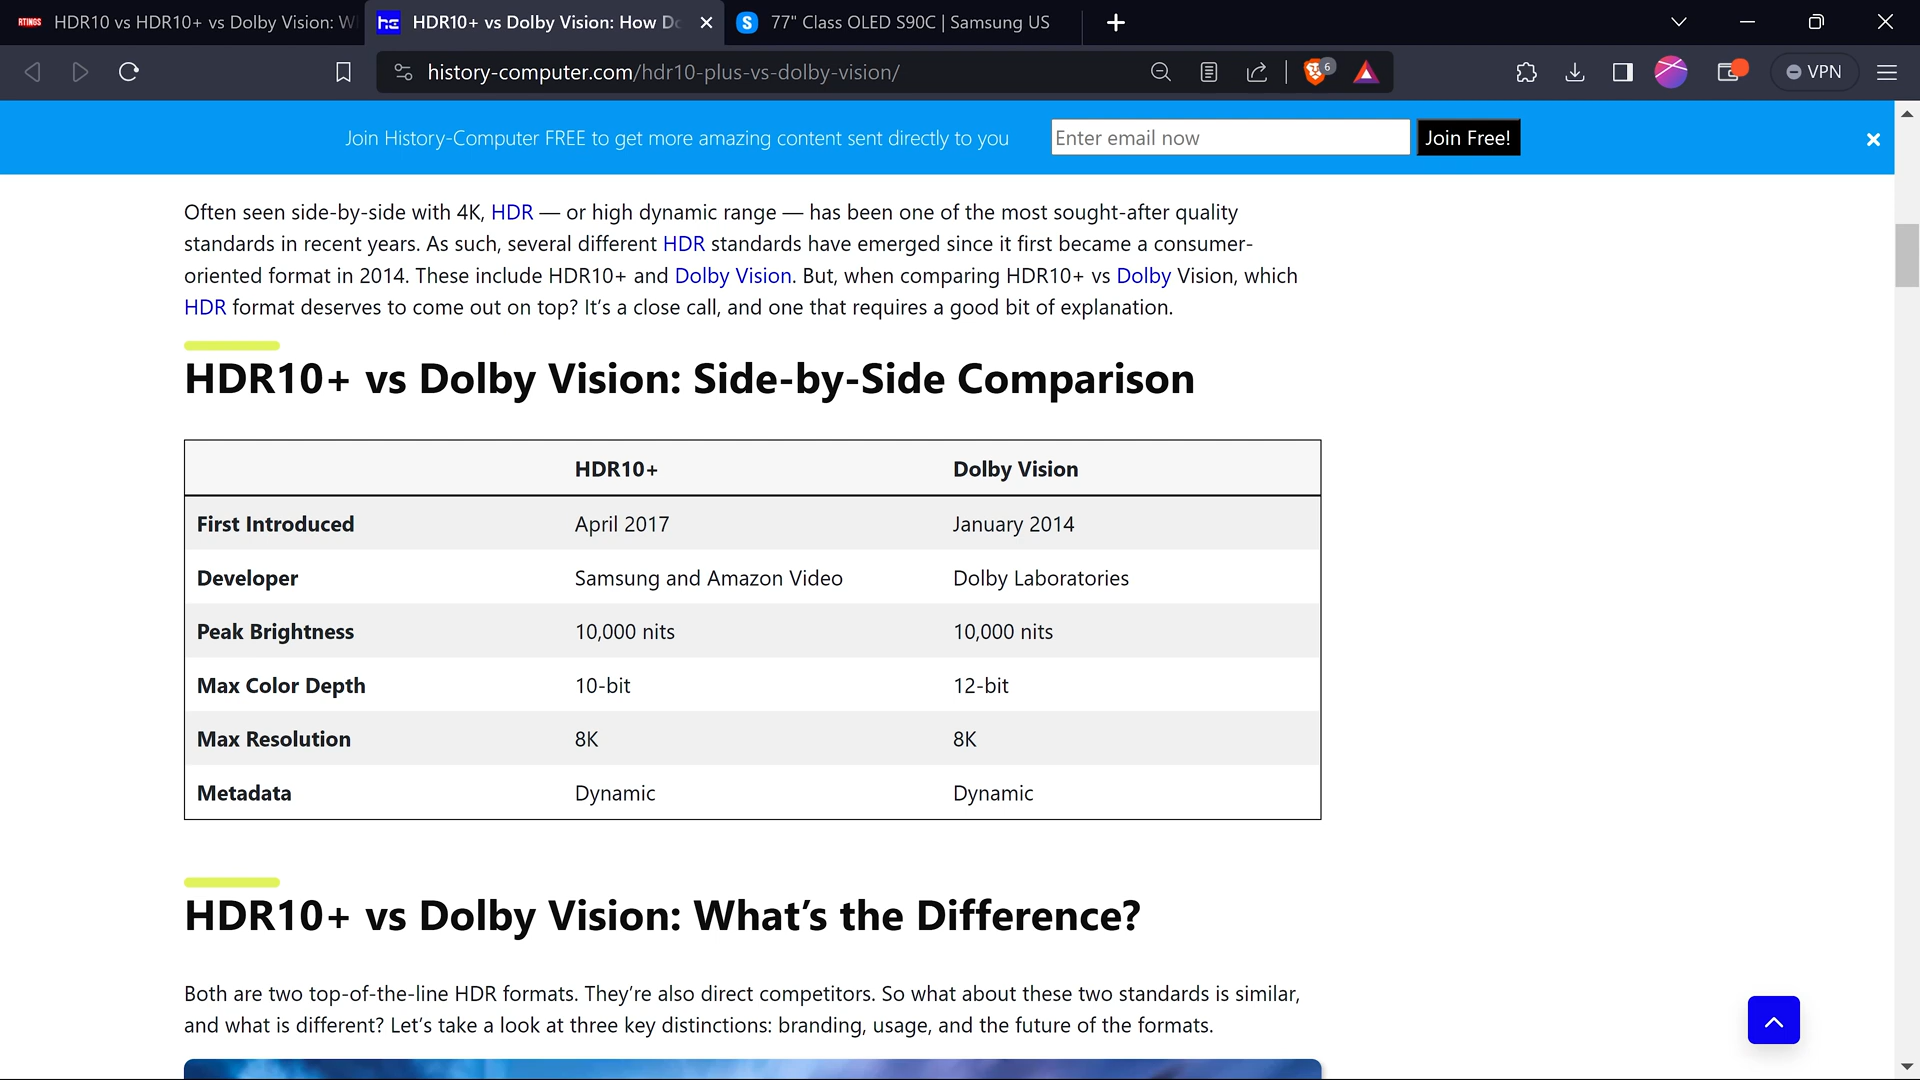 RTINGS HDR10 vs HDR10+ vs Dolby Vision: W
hc HDR10+ vs Dolby Vision: How Do
S 77" Class OLED S90C | Samsung US
history-computer.com/hdr10-plus-vs-dolby-vision/
6
VPN
Join History-Computer FREE to get more amazing content sent directly to you
Enter email now
Join Free!
Often seen side-by-side with 4K, HDR — or high dynamic range — has been one of the most sought-after quality
standards in recent years. As such, several different HDR standards have emerged since it first became a consumer-
oriented format in 2014. These include HDR10+ and Dolby Vision. But, when comparing HDR10+ vs Dolby Vision, which
HDR format deserves to come out on top? It’s a close call, and one that requires a good bit of explanation.
HDR10+ vs Dolby Vision: Side-by-Side Comparison
HDR10+ Dolby Vision
First Introduced April 2017 January 2014
Developer Samsung and Amazon Video Dolby Laboratories
Peak Brightness 10,000 nits 10,000 nits
Max Color Depth 10-bit 12-bit
Max Resolution 8K 8K
Metadata Dynamic Dynamic
HDR10+ vs Dolby Vision: What’s the Difference?
Both are two top-of-the-line HDR formats. They’re also direct competitors. So what about these two standards is similar,
and what is different? Let’s take a look at three key distinctions: branding, usage, and the future of the formats.